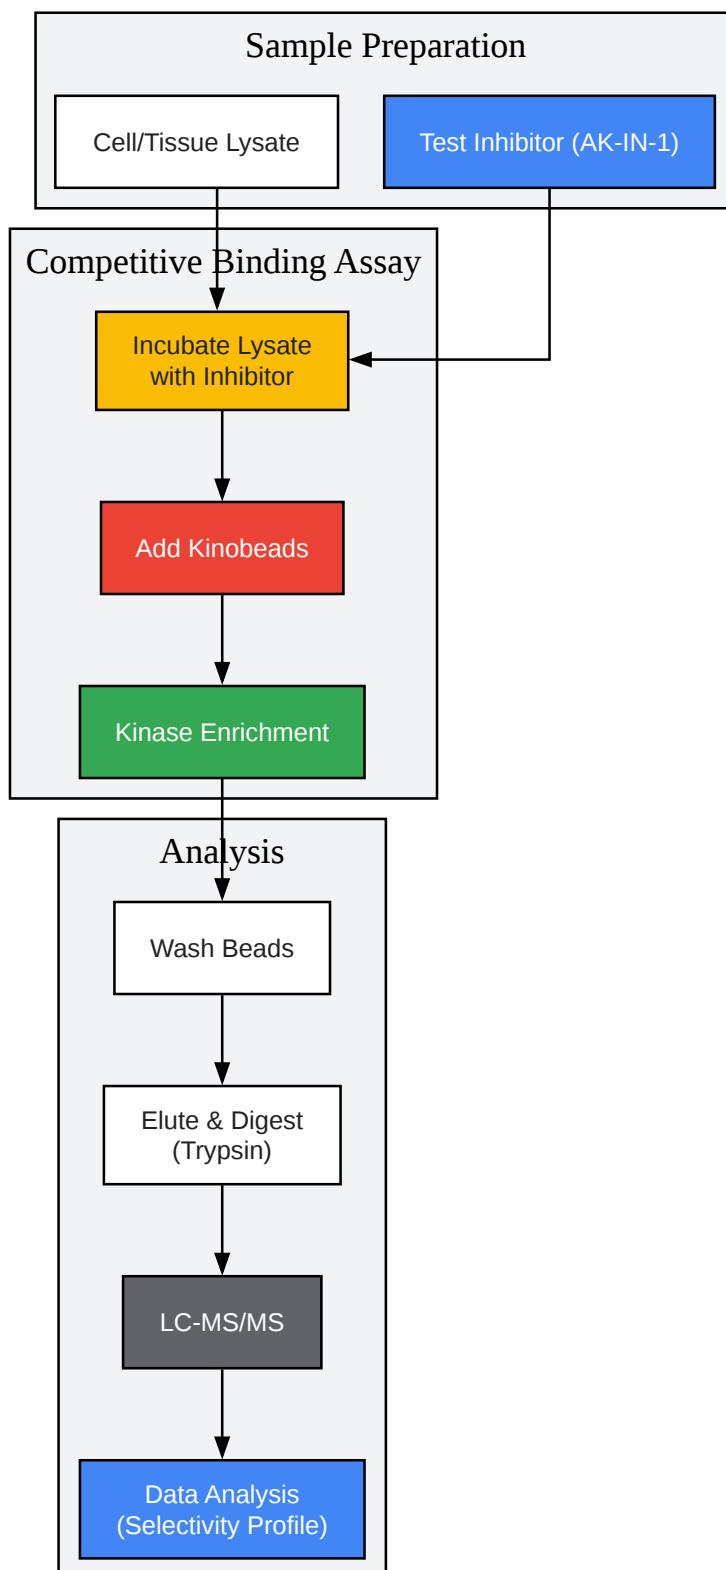 Sample Preparation
Cell/Tissue Lysate
Test Inhibitor (AK-IN-1)
Competitive Binding Assay
Incubate Lysate
with Inhibitor
Add Kinobeads
Kinase Enrichment
Analysis
Wash Beads
Elute & Digest
(Trypsin)
LC-MS/MS
Data Analysis
(Selectivity Profile)